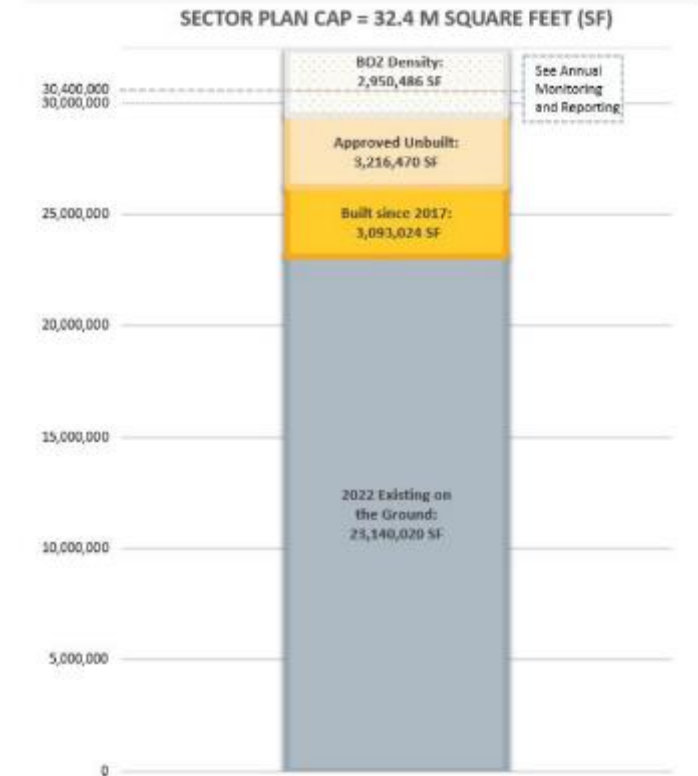 SECTOR PLAN CAP = 32.4 M SQUARE FEET (SF)
BOZ Density:
2,950,486 SF
See Annual
Monitoring
and Reporting
30,400,000
30,000,000
Approved Unbuilt:
3,216,470 SF
25,000,000
Built since 2017:
3,093,024 SF
20,000,000
15,000,000
2022 Existing on
the Ground:
23,140,020 SF
10,000,000
5,000,000
0